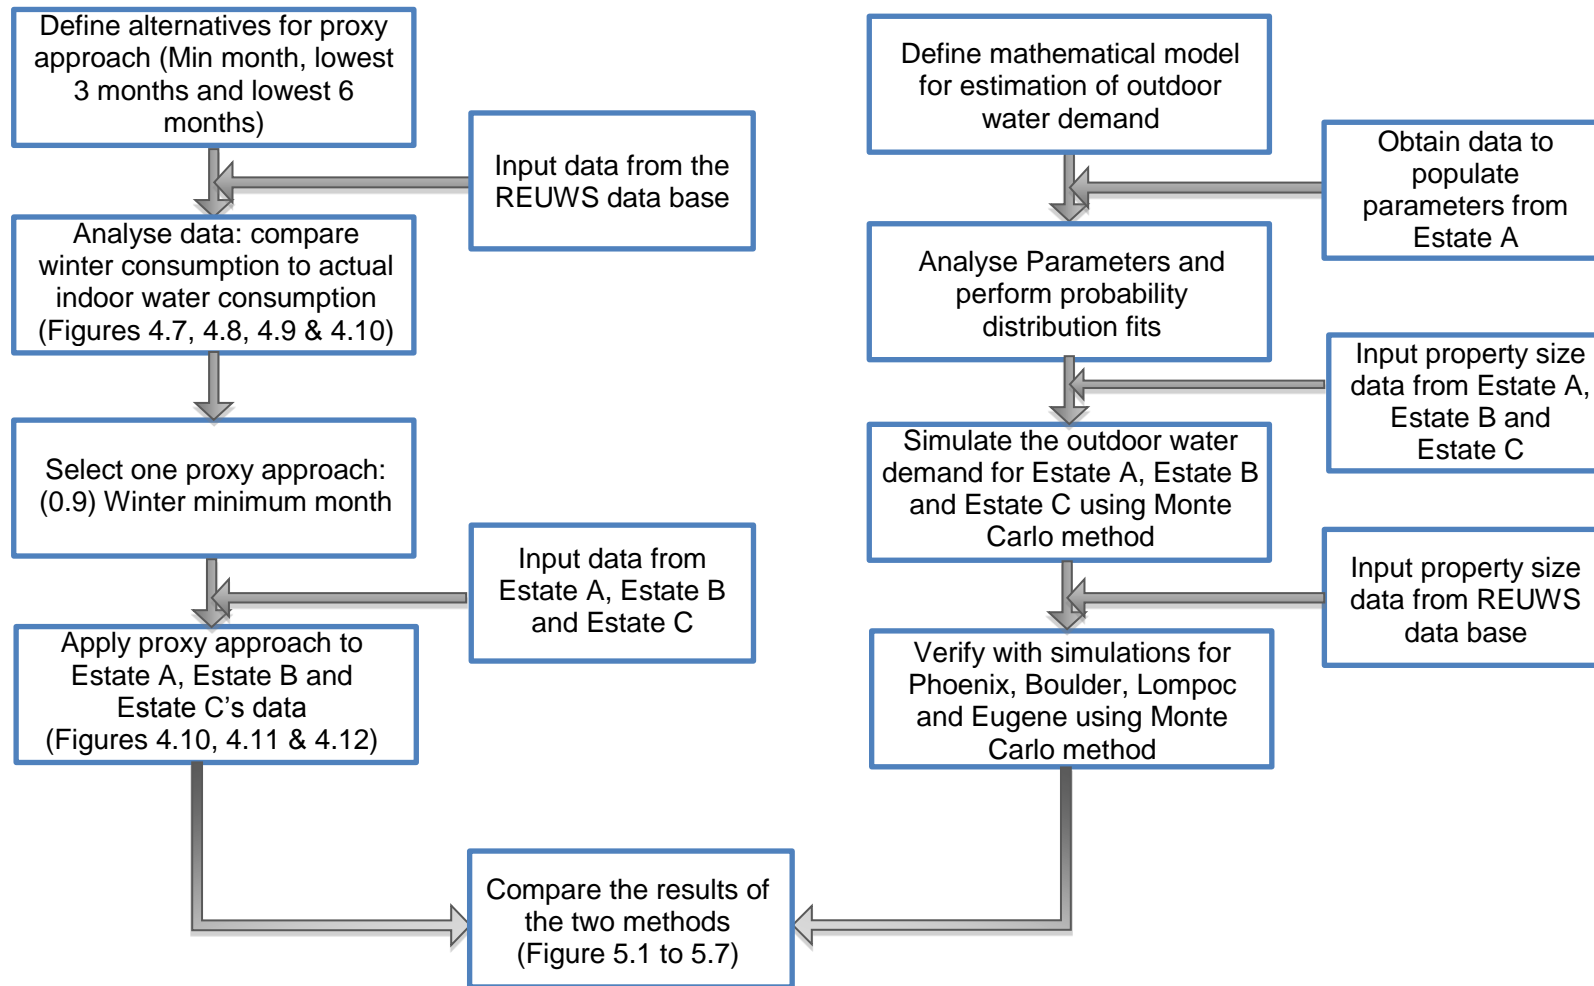 Define alternatives for proxy
approach (Min month, lowest
3 months and lowest 6
months)
Input data from the
REUWS data base
Analyse data: compare
winter consumption to actual
indoor water consumption
(Figures 4.7, 4.8, 4.9 & 4.10)
Select one proxy approach:
(0.9) Winter minimum month
Input data from
Estate A, Estate B
and Estate C
Apply proxy approach to
Estate A, Estate B and
Estate C’s data
(Figures 4.10, 4.11 & 4.12)
Define mathematical model
for estimation of outdoor
water demand
Obtain data to
populate
parameters from
Estate A
Analyse Parameters and
perform probability
distribution fits
Input property size
data from Estate A,
Estate B and
Estate C
Simulate the outdoor water
demand for Estate A, Estate B
and Estate C using Monte
Carlo method
Input property size
data from REUWS
data base
Verify with simulations for
Phoenix, Boulder, Lompoc
and Eugene using Monte
Carlo method
Compare the results of
the two methods
(Figure 5.1 to 5.7)